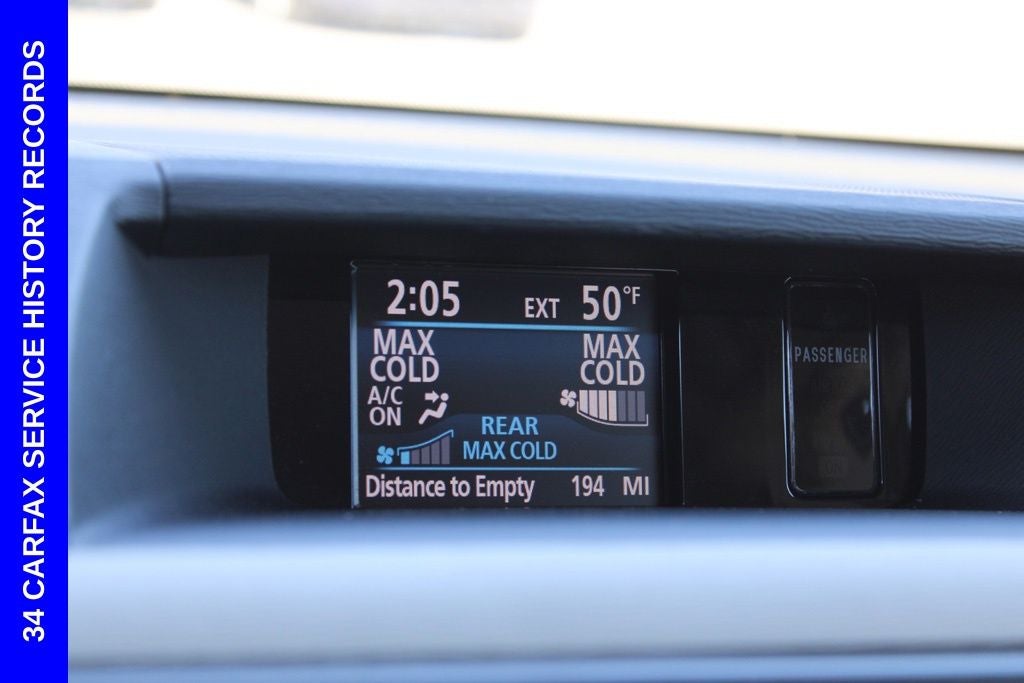 34 CARFAX SERVICE HISTORY RECORDS
2:05 EXT 50°F
MAX COLD
MAX COLD
A/C ON
REAR
MAX COLD
Distance to Empty 194 MI
PASSENGER